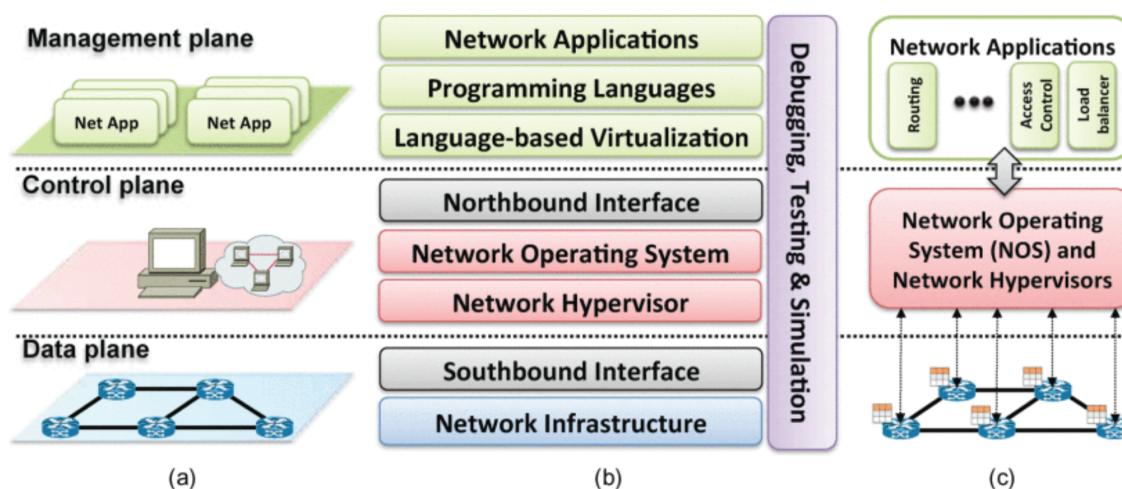 Management plane
Net App
Net App
Control plane
Data plane
(a)
Network Applications
Programming Languages
Language-based Virtualization
Northbound Interface
Network Operating System
Network Hypervisor
Southbound Interface
Network Infrastructure
Debugging, Testing & Simulation
(b)
Network Applications
Routing
Access
Control
Load
balancer
Network Operating
System (NOS) and
Network Hypervisors
(c)